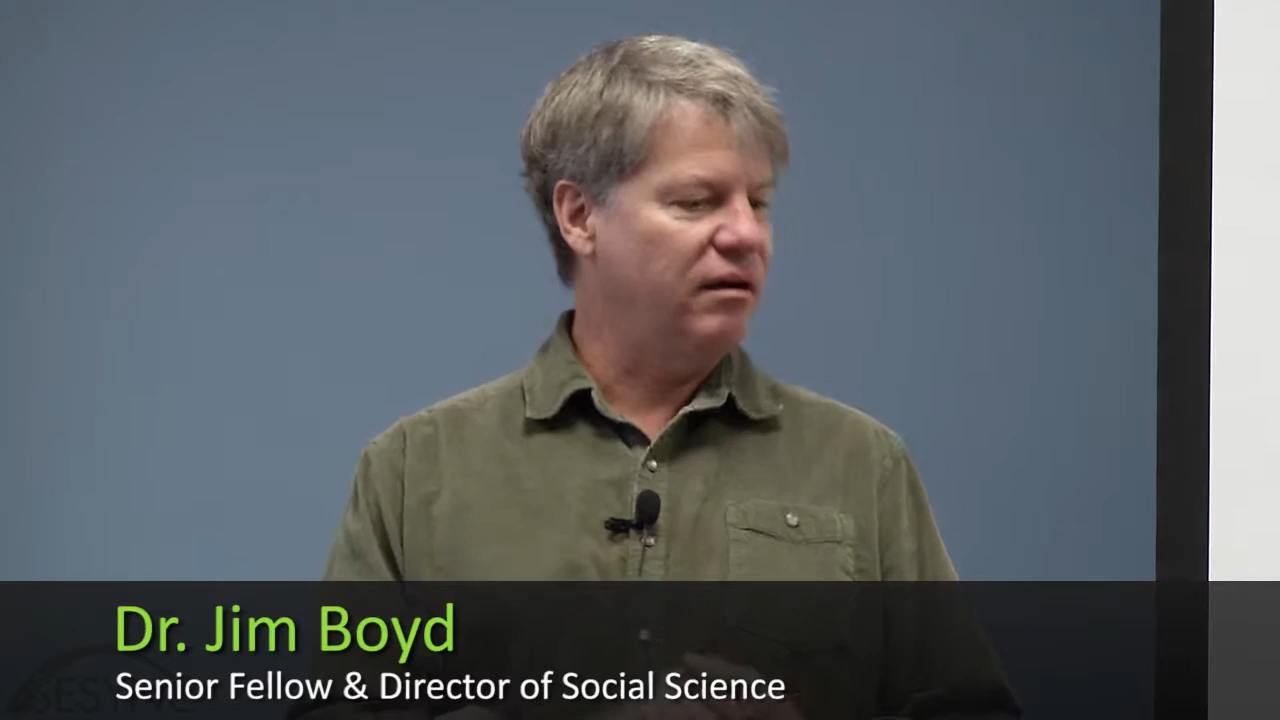 Dr. Jim Boyd
Senior Fellow & Director of Social Science